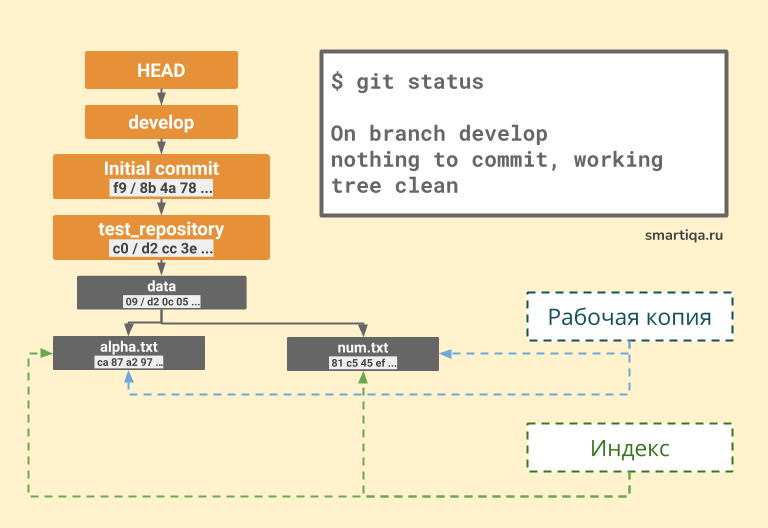 HEAD
develop
Initial commit
f9 / 8b 4a 78 ...
test_repository
c0 / d2 cc 3e ...
data
09 / d2 0c 05 ...
alpha.txt
ca 87 a2 97 ...
num.txt
81 c5 45 ef ...
$ git status
On branch develop
nothing to commit, working
tree clean
smartiqa.ru
Рабочая копия
Индекс